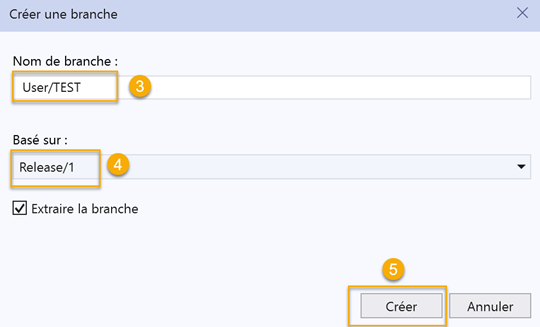 Créer une branche
Nom de branche :
User/TEST
3
Basé sur :
Release/1
4
Extraire la branche
5
Créer
Annuler